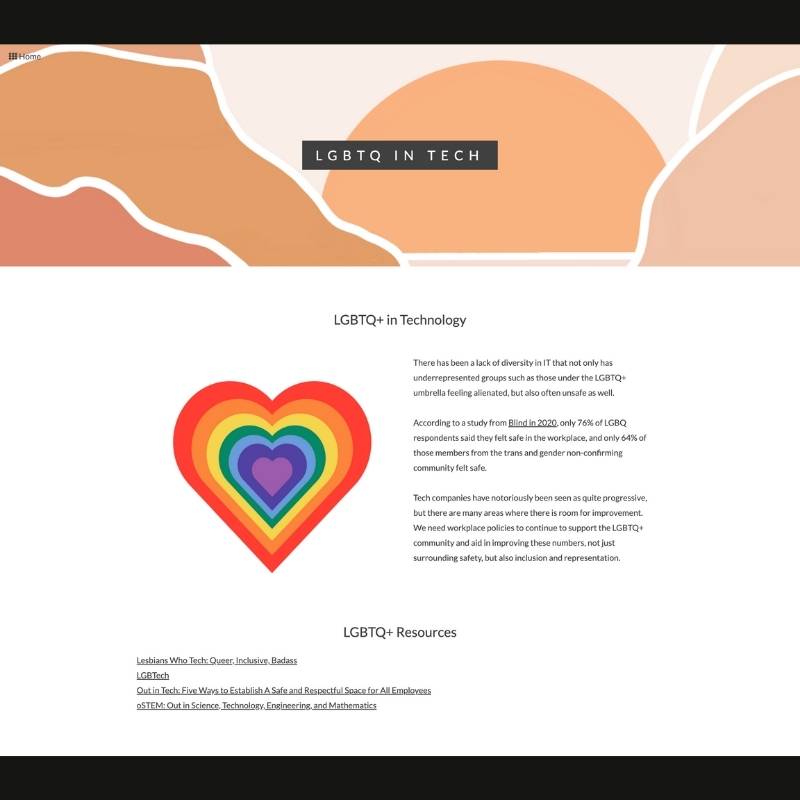 Home
LGBTQ IN TECH
LGBTQ+ in Technology
There has been a lack of diversity in IT that not only has
underrepresented groups such as those under the LGBTQ+
umbrella feeling alienated, but also often unsafe as well.
According to a study from Blind in 2020, only 76% of LGBQ
respondents said they felt safe in the workplace, and only 64% of
those members from the trans and gender non-confirming
community felt safe.
Tech companies have notoriously been seen as quite progressive,
but there are many areas where there is room for improvement.
We need workplace policies to continue to support the LGBTQ+
community and aid in improving these numbers, not just
surrounding safety, but also inclusion and representation.
LGBTQ+ Resources
Lesbians Who Tech: Queer, Inclusive, Badass
LGBTech
Out in Tech: Five Ways to Establish A Safe and Respectful Space for All Employees
oSTEM: Out in Science, Technology, Engineering, and Mathematics